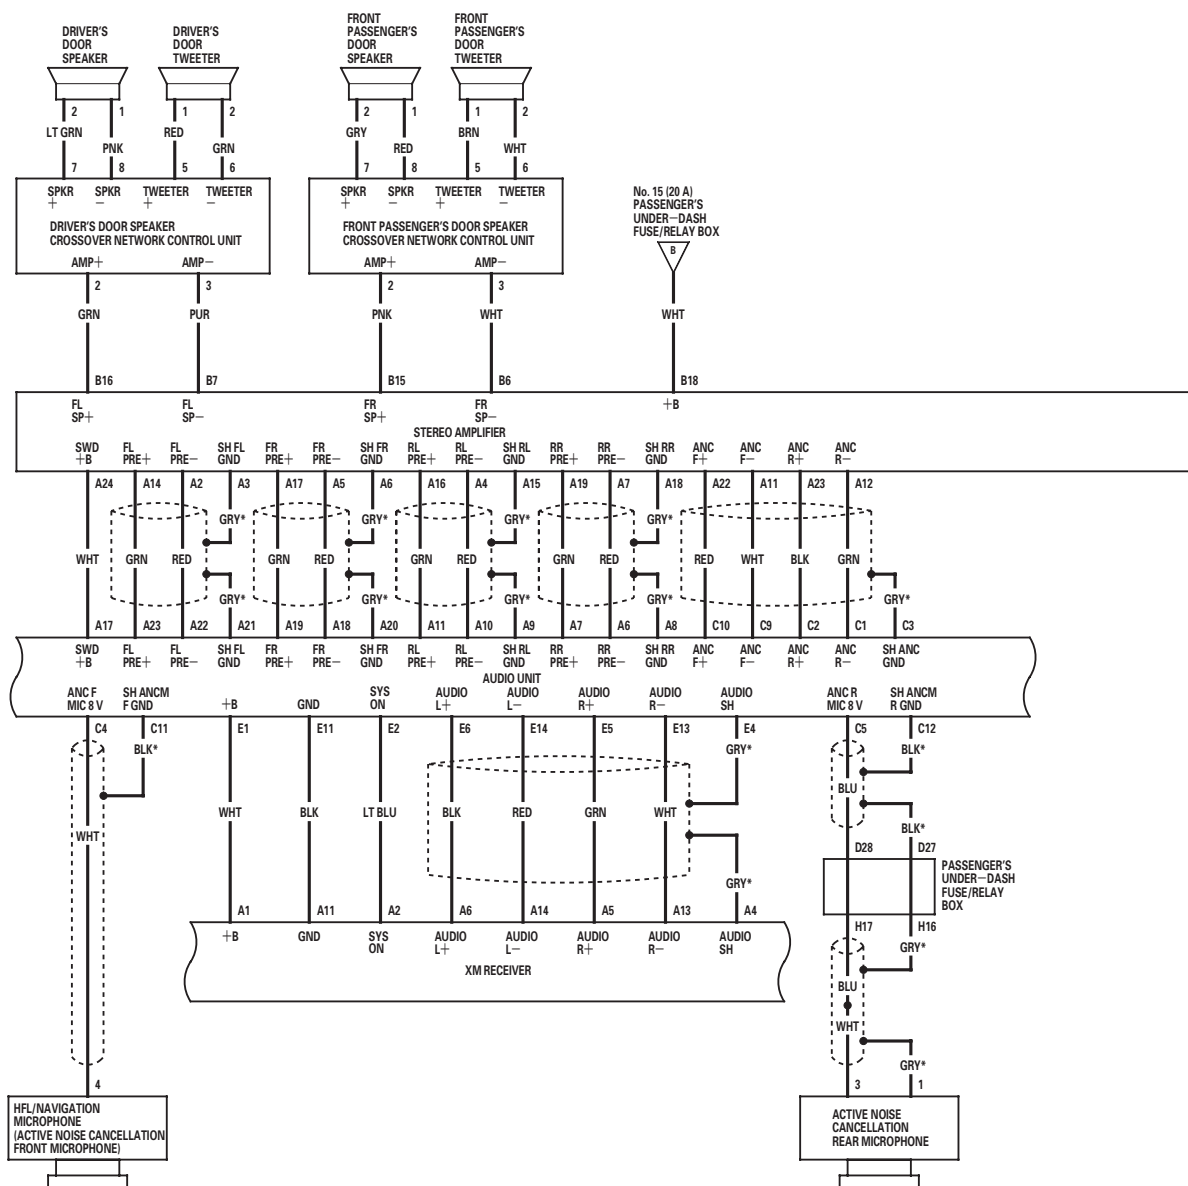 DRIVER'S DOOR SPEAKER
DRIVER'S DOOR TWEETER
FRONT PASSENGER'S DOOR SPEAKER
FRONT PASSENGER'S DOOR TWEETER
2 1 1 2 2 1 1 2
LT GRN PNK RED GRN GRY RED BRN WHT
7 8 5 6 7 8 5 6
SPKR + SPKR − TWEETER + TWEETER −
DRIVER'S DOOR SPEAKER
CROSSOVER NETWORK CONTROL UNIT
AMP+ AMP−
SPKR + SPKR − TWEETER + TWEETER −
FRONT PASSENGER'S DOOR SPEAKER
CROSSOVER NETWORK CONTROL UNIT
AMP+ AMP−
No. 15 (20 A)
PASSENGER'S
UNDER−DASH
FUSE/RELAY BOX
B
2 3 2 3
GRN PUR PNK WHT WHT
B16 B7 B15 B6 B18
FL SP+ FL SP− FR SP+ FR SP− +B
STEREO AMPLIFIER
SWD +B FL PRE+ FL PRE− SH FL GND FR PRE+ FR PRE− SH FR GND RL PRE+ RL PRE− SH RL GND RR PRE+ RR PRE− SH RR GND ANC F+ ANC F− ANC R+ ANC R−
A24 A14 A2 A3 A17 A5 A6 A16 A4 A15 A19 A7 A18 A22 A11 A23 A12
GRY* GRY* GRY* GRY*
WHT GRN RED GRN RED GRN RED GRN RED RED WHT BLK GRN
GRY* GRY* GRY* GRY* GRY*
A17 A23 A22 A21 A19 A18 A20 A11 A10 A9 A7 A6 A8 C10 C9 C2 C1 C3
SWD +B FL PRE+ FL PRE− SH FL GND FR PRE+ FR PRE− SH FR GND RL PRE+ RL PRE− SH RL GND RR PRE+ RR PRE− SH RR GND ANC F+ ANC F− ANC R+ ANC R− SH ANC GND
AUDIO UNIT
ANC F MIC 8 V SH ANCM F GND +B GND SYS ON AUDIO L+ AUDIO L− AUDIO R+ AUDIO R− AUDIO SH ANC R MIC 8 V SH ANCM R GND
C4 C11 E1 E11 E2 E6 E14 E5 E13 E4 C5 C12
BLK* GRY* BLK*
BLU
WHT WHT BLK LT BLU BLK RED GRN WHT
BLK*
D28 D27
PASSENGER'S
UNDER−DASH
FUSE/RELAY
BOX
GRY*
A1 A11 A2 A6 A14 A5 A13 A4
H17 H16
+B GND SYS ON AUDIO L+ AUDIO L− AUDIO R+ AUDIO R− AUDIO SH
XM RECEIVER
GRY*
BLU
WHT
GRY*
4
3 1
HFL/NAVIGATION
MICROPHONE
(ACTIVE NOISE CANCELLATION
FRONT MICROPHONE)
ACTIVE NOISE
CANCELLATION
REAR MICROPHONE